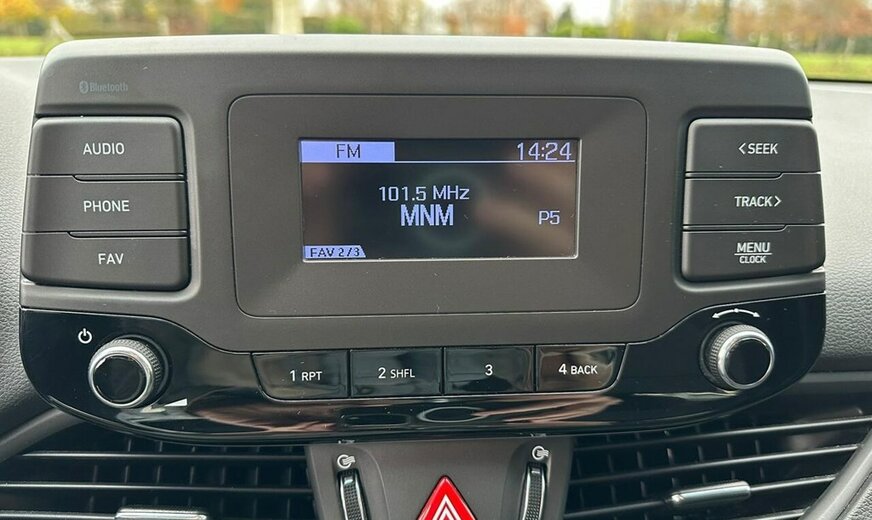 Bluetooth
AUDIO
PHONE
FAV
FM 14:24
101.5 MHz
MNM
P5
FAV 2/3
<SEEK
TRACK>
MENU
CLOCK
1 RPT
2 SHFL
3
4 BACK